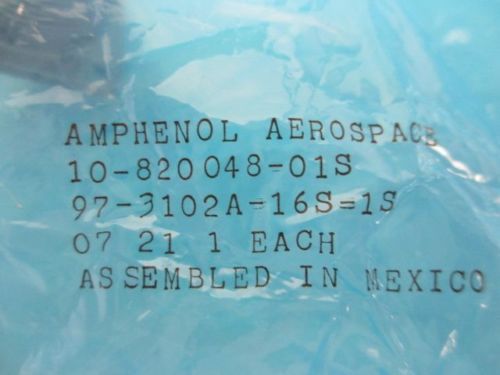 AMPHENOL AEROSPACE
10-820048-01S
97-3102A-16S=1S
07 21 1 EACH
ASSEMBLED IN MEXICO